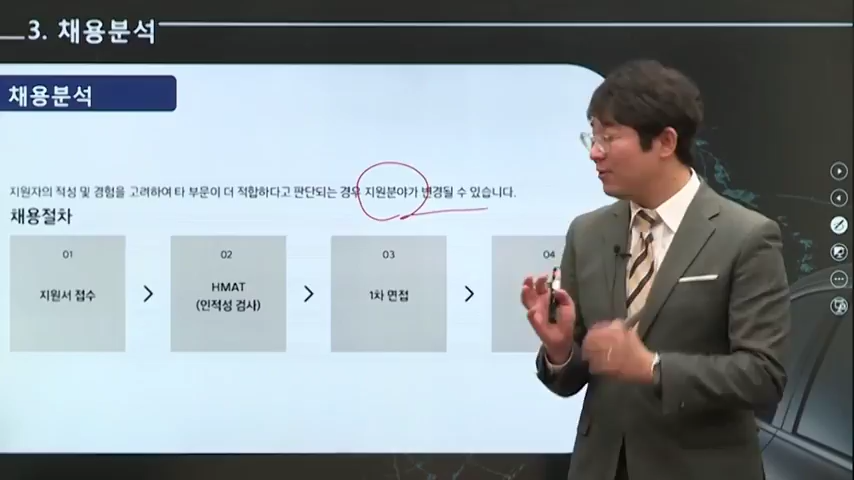 3. 채용분석
채용분석
지원자의 적성 및 경험을 고려하여 타 부문이 더 적합하다고 판단되는 경우 지원분야가 변경될 수 있습니다.
채용절차
01
지원서 접수
02
HMAT
(인적성 검사)
03
1차 면접
04